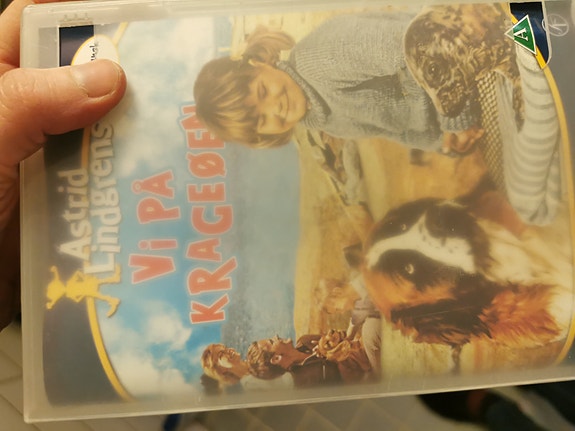 Astrid
Lindgrens
VI PÅ
KRAGEØEN
A